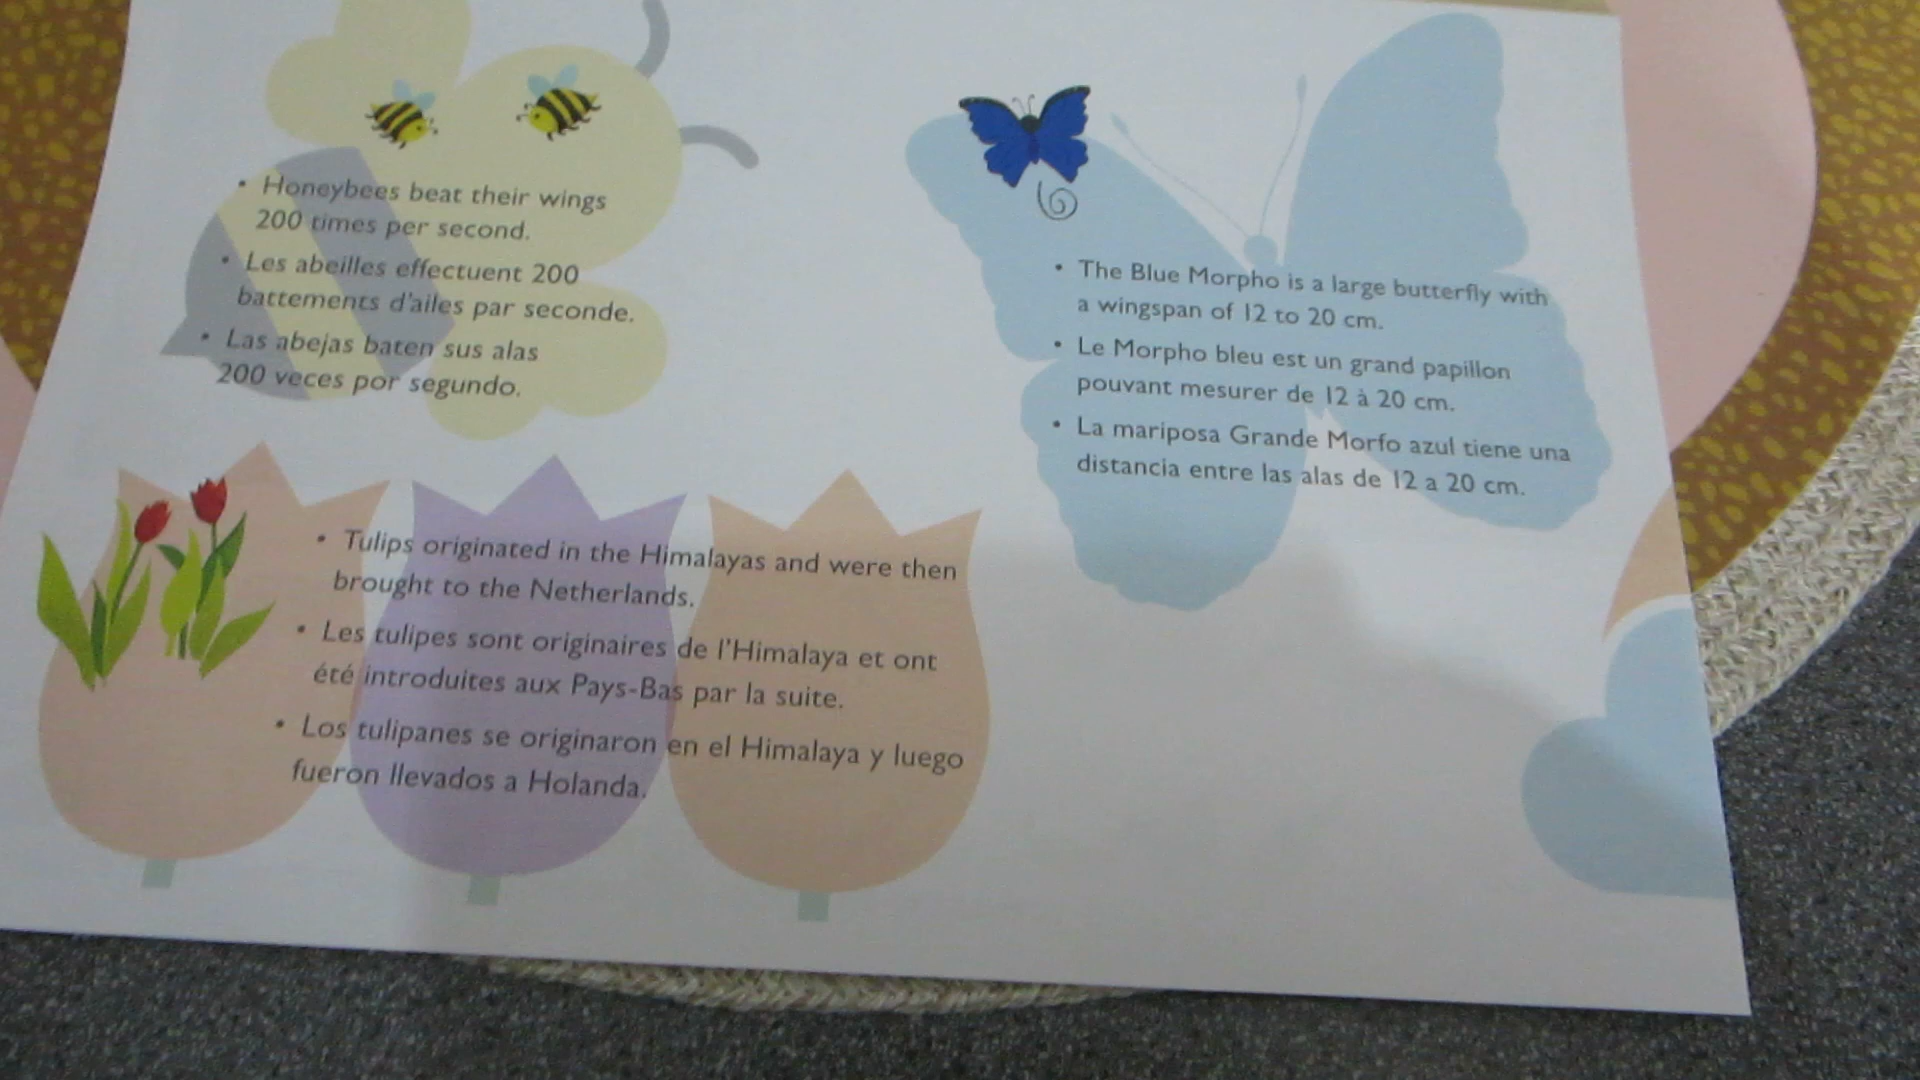 • Honeybees beat their wings
200 times per second.
• Les abeilles effectuent 200
battements d'ailes par seconde.
• Las abejas baten sus alas
200 veces por segundo.
• The Blue Morpho is a large butterfly with
a wingspan of 12 to 20 cm.
• Le Morpho bleu est un grand papillon
pouvant mesurer de 12 à 20 cm.
• La mariposa Grande Morfo azul tiene una
distancia entre las alas de 12 a 20 cm.
• Tulips originated in the Himalayas and were then
brought to the Netherlands.
• Les tulipes sont originaires de l'Himalaya et ont
été introduites aux Pays-Bas par la suite.
• Los tulipanes se originaron en el Himalaya y luego
fueron llevados a Holanda.